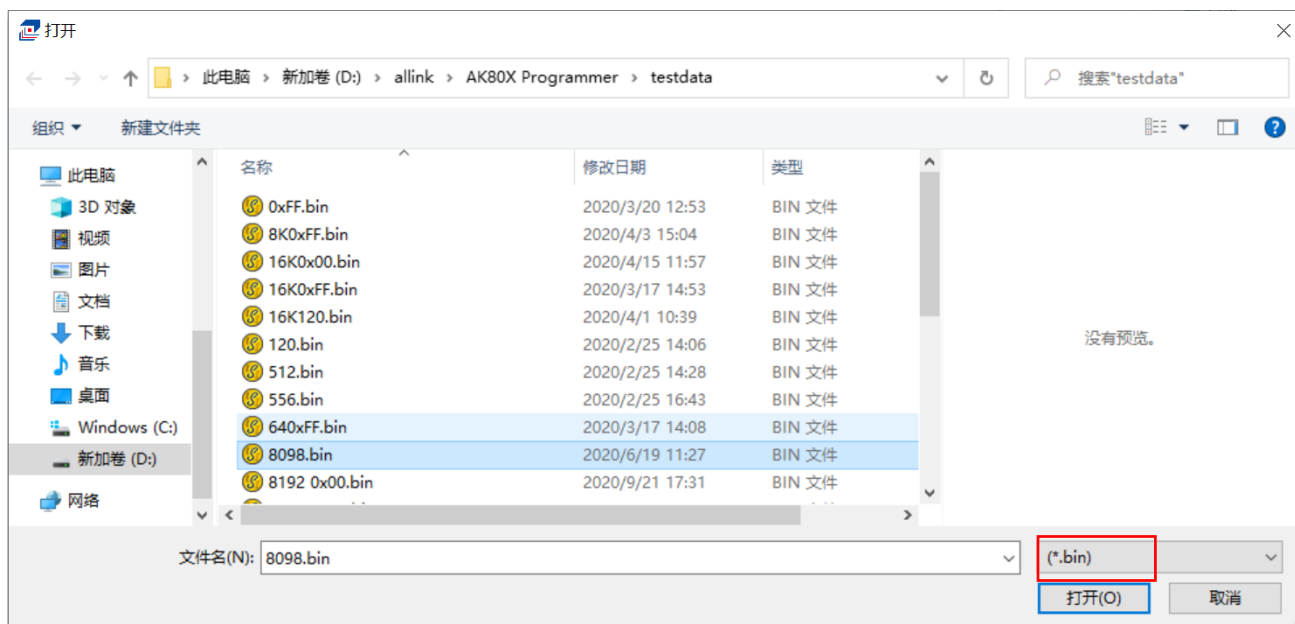 打开
此电脑 › 新加卷 (D:) › allink › AK80X Programmer › testdata
搜索"testdata"
组织 新建文件夹
此电脑
3D 对象
视频
图片
文档
下载
音乐
桌面
Windows (C:)
新加卷 (D:)
网络
名称 修改日期 类型
0xFF.bin 2020/3/20 12:53 BIN 文件
8K0xFF.bin 2020/4/3 15:04 BIN 文件
16K0x00.bin 2020/4/15 11:57 BIN 文件
16K0xFF.bin 2020/3/17 14:53 BIN 文件
16K120.bin 2020/4/1 10:39 BIN 文件
120.bin 2020/2/25 14:06 BIN 文件
512.bin 2020/2/25 14:28 BIN 文件
556.bin 2020/2/25 16:43 BIN 文件
640xFF.bin 2020/3/17 14:08 BIN 文件
8098.bin 2020/6/19 11:27 BIN 文件
8192 0x00.bin 2020/9/21 17:31 BIN 文件
没有预览。
文件名(N): 8098.bin
(*.bin)
打开(O) 取消